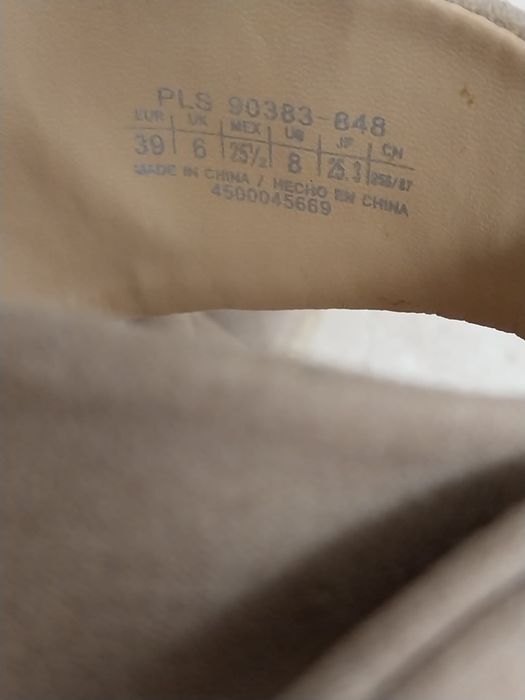 PLS 90383-848
EUR UK MEX US JP CN
39 6 25½ 8 25.3
MADE IN CHINA / HECHO EN CHINA
4500045669